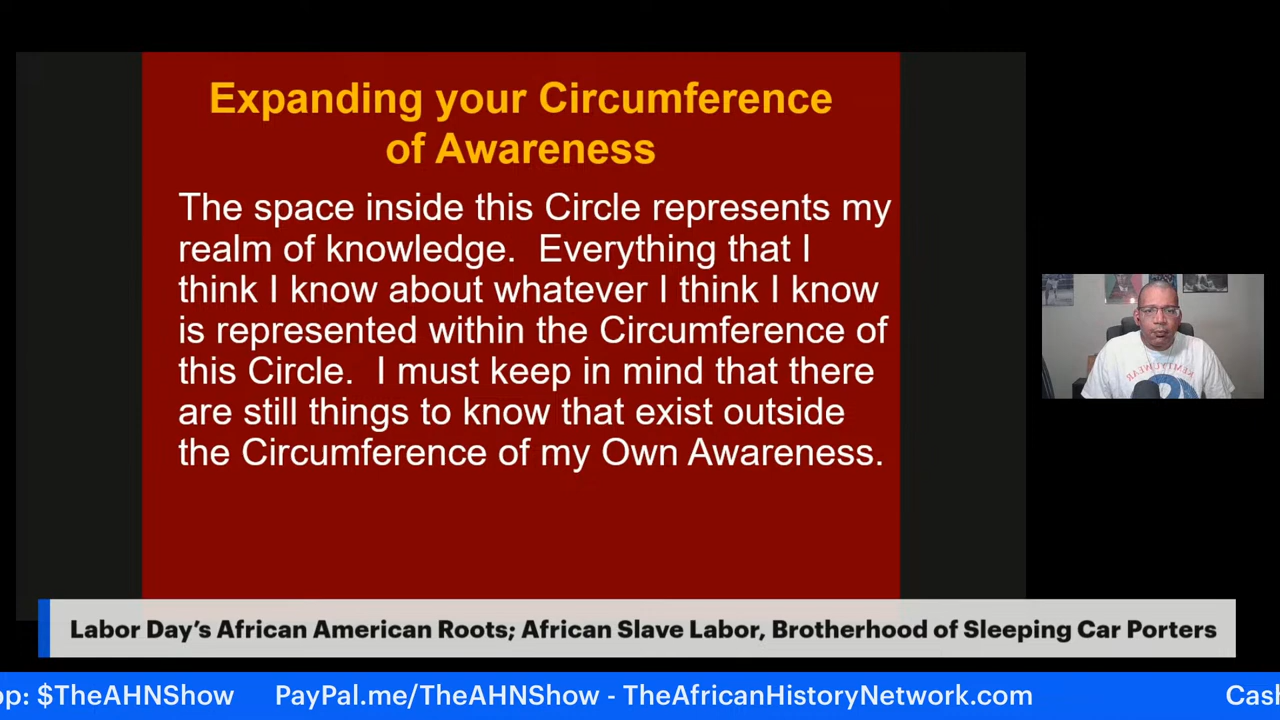 Expanding your Circumference
of Awareness
The space inside this Circle represents my
realm of knowledge.  Everything that I
think I know about whatever I think I know
is represented within the Circumference of
this Circle.  I must keep in mind that there
are still things to know that exist outside
the Circumference of my Own Awareness.
Labor Day's African American Roots; African Slave Labor, Brotherhood of Sleeping Car Porters
pp: $TheAHNShow PayPal.me/TheAHNShow - TheAfricanHistoryNetwork.com Cas